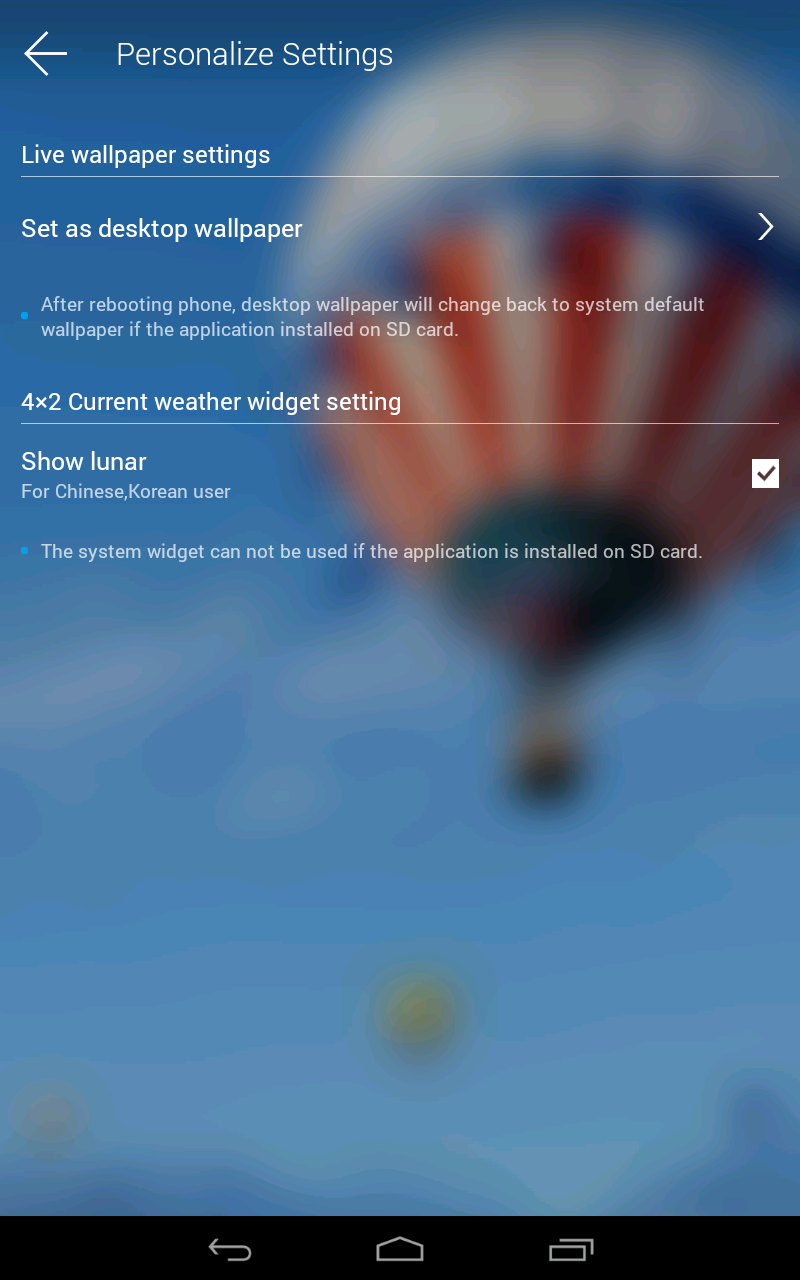 Personalize Settings
Live wallpaper settings
Set as desktop wallpaper
After rebooting phone, desktop wallpaper will change back to system default
wallpaper if the application installed on SD card.
4×2 Current weather widget setting
Show lunar
For Chinese,Korean user
The system widget can not be used if the application is installed on SD card.